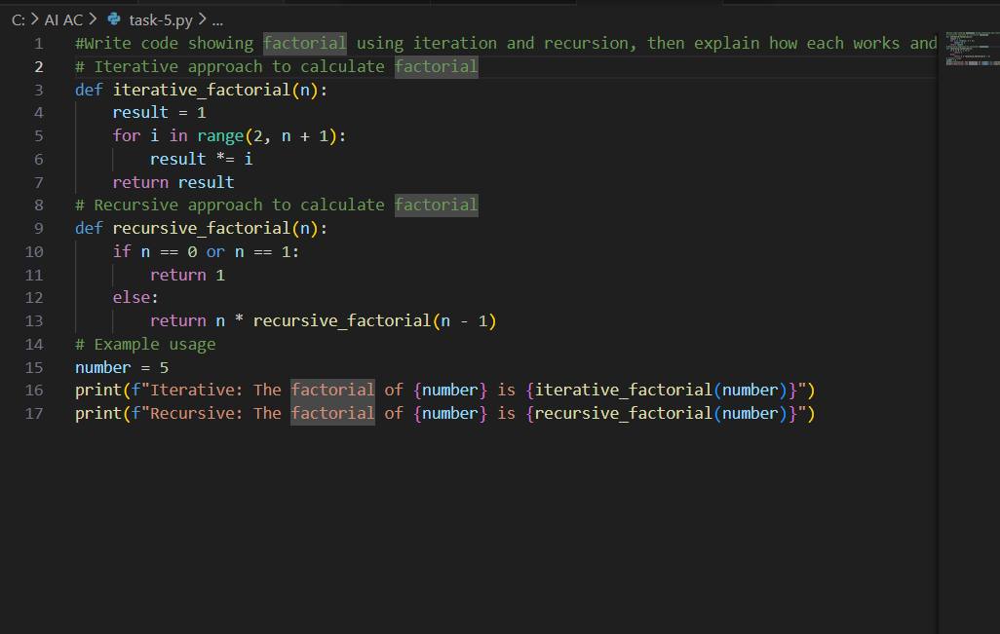 C: > AI AC > task-5.py > ...
1 #Write code showing factorial using iteration and recursion, then explain how each works and
2 # Iterative approach to calculate factorial
3 def iterative_factorial(n):
4     result = 1
5     for i in range(2, n + 1):
6         result *= i
7     return result
8 # Recursive approach to calculate factorial
9 def recursive_factorial(n):
10     if n == 0 or n == 1:
11         return 1
12     else:
13         return n * recursive_factorial(n - 1)
14 # Example usage
15 number = 5
16 print(f"Iterative: The factorial of {number} is {iterative_factorial(number)}")
17 print(f"Recursive: The factorial of {number} is {recursive_factorial(number)}")